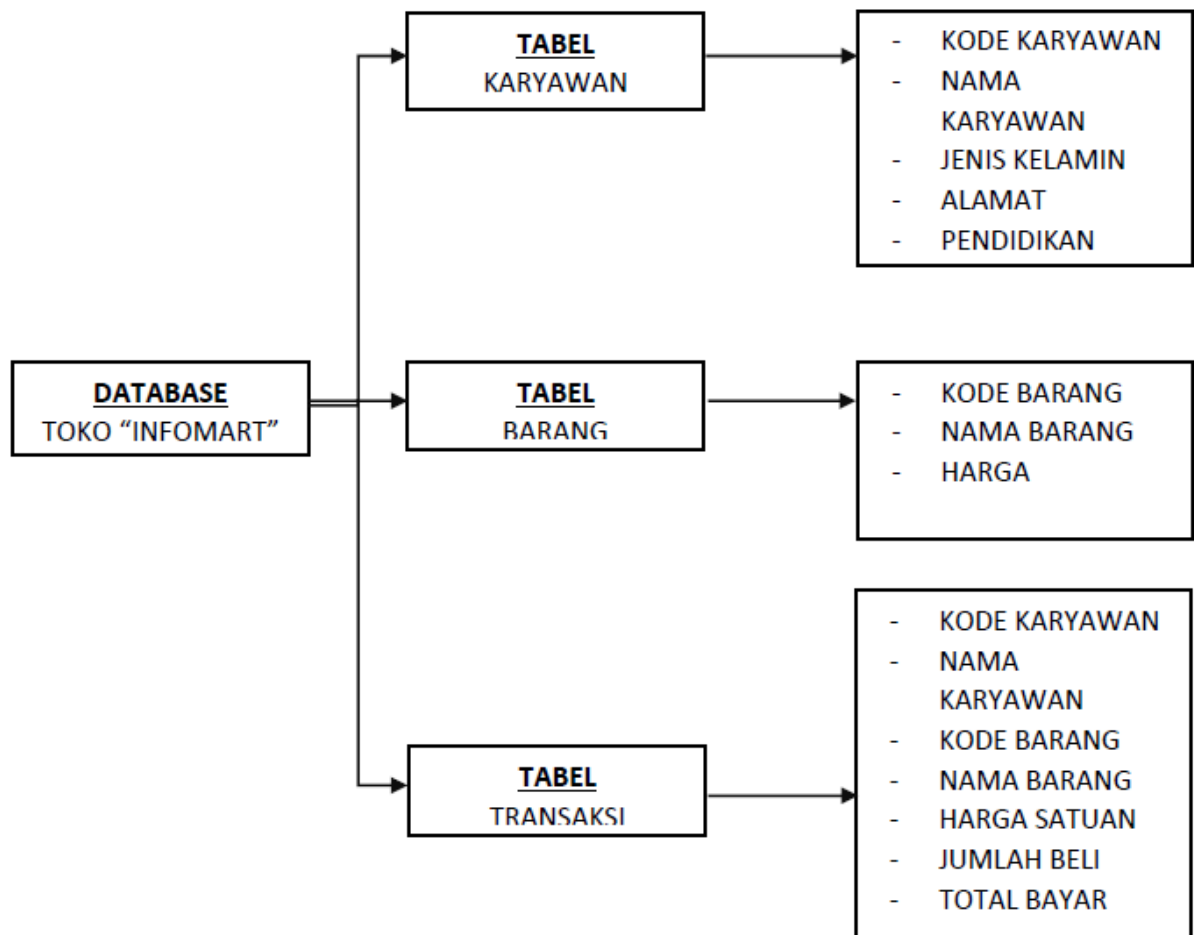 TABEL
KARYAWAN
- KODE KARYAWAN
- NAMA
KARYAWAN
- JENIS KELAMIN
- ALAMAT
- PENDIDIKAN
DATABASE
TOKO “INFOMART”
TABEL
BARANG
- KODE BARANG
- NAMA BARANG
- HARGA
TABEL
TRANSAKSI
- KODE KARYAWAN
- NAMA
KARYAWAN
- KODE BARANG
- NAMA BARANG
- HARGA SATUAN
- JUMLAH BELI
- TOTAL BAYAR